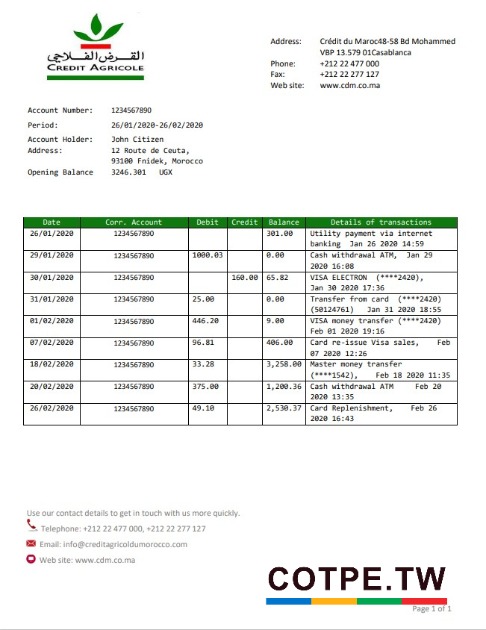 القرض الفلاحي
CREDIT AGRICOLE
Address: Crédit du Maroc48-58 Bd Mohammed
VBP 13.579 01Casablanca
Phone: +212 22 477 000
Fax: +212 22 277 127
Web site: www.cdm.co.ma
Account Number: 1234567890
Period: 26/01/2020-26/02/2020
Account Holder: John Citizen
Address: 12 Route de Ceuta,
93100 Fnidek, Morocco
Opening Balance 3246.301 UGX
Date Corr. Account Debit Credit Balance Details of transactions
26/01/2020 1234567890 301.00 Utility payment via internet
banking Jan 26 2020 14:59
29/01/2020 1234567890 1000.03 0.00 Cash withdrawal ATM, Jan 29
2020 16:08
30/01/2020 1234567890 160.00 65.82 VISA ELECTRON (****2420),
Jan 30 2020 17:36
31/01/2020 1234567890 25.00 0.00 Transfer from card (****2420)
(50124761) Jan 31 2020 18:55
01/02/2020 1234567890 446.20 9.00 VISA money transfer (****2420)
Feb 01 2020 19:16
07/02/2020 1234567890 96.81 406.00 Card re-issue Visa sales, Feb
07 2020 12:26
18/02/2020 1234567890 33.28 3,258.00 Master money transfer
(****1542), Feb 18 2020 11:35
20/02/2020 1234567890 375.00 1,200.36 Cash withdrawal ATM Feb 20
2020 13:35
26/02/2020 1234567890 49.10 2,530.37 Card Replenishment, Feb 26
2020 16:43
Use our contact details to get in touch with us more quickly.
Telephone: +212 22 477 000, +212 22 277 127
Email: info@creditagricoldumorocco.com
Web site: www.cdm.co.ma
COTPE.TW
Page 1 of 1